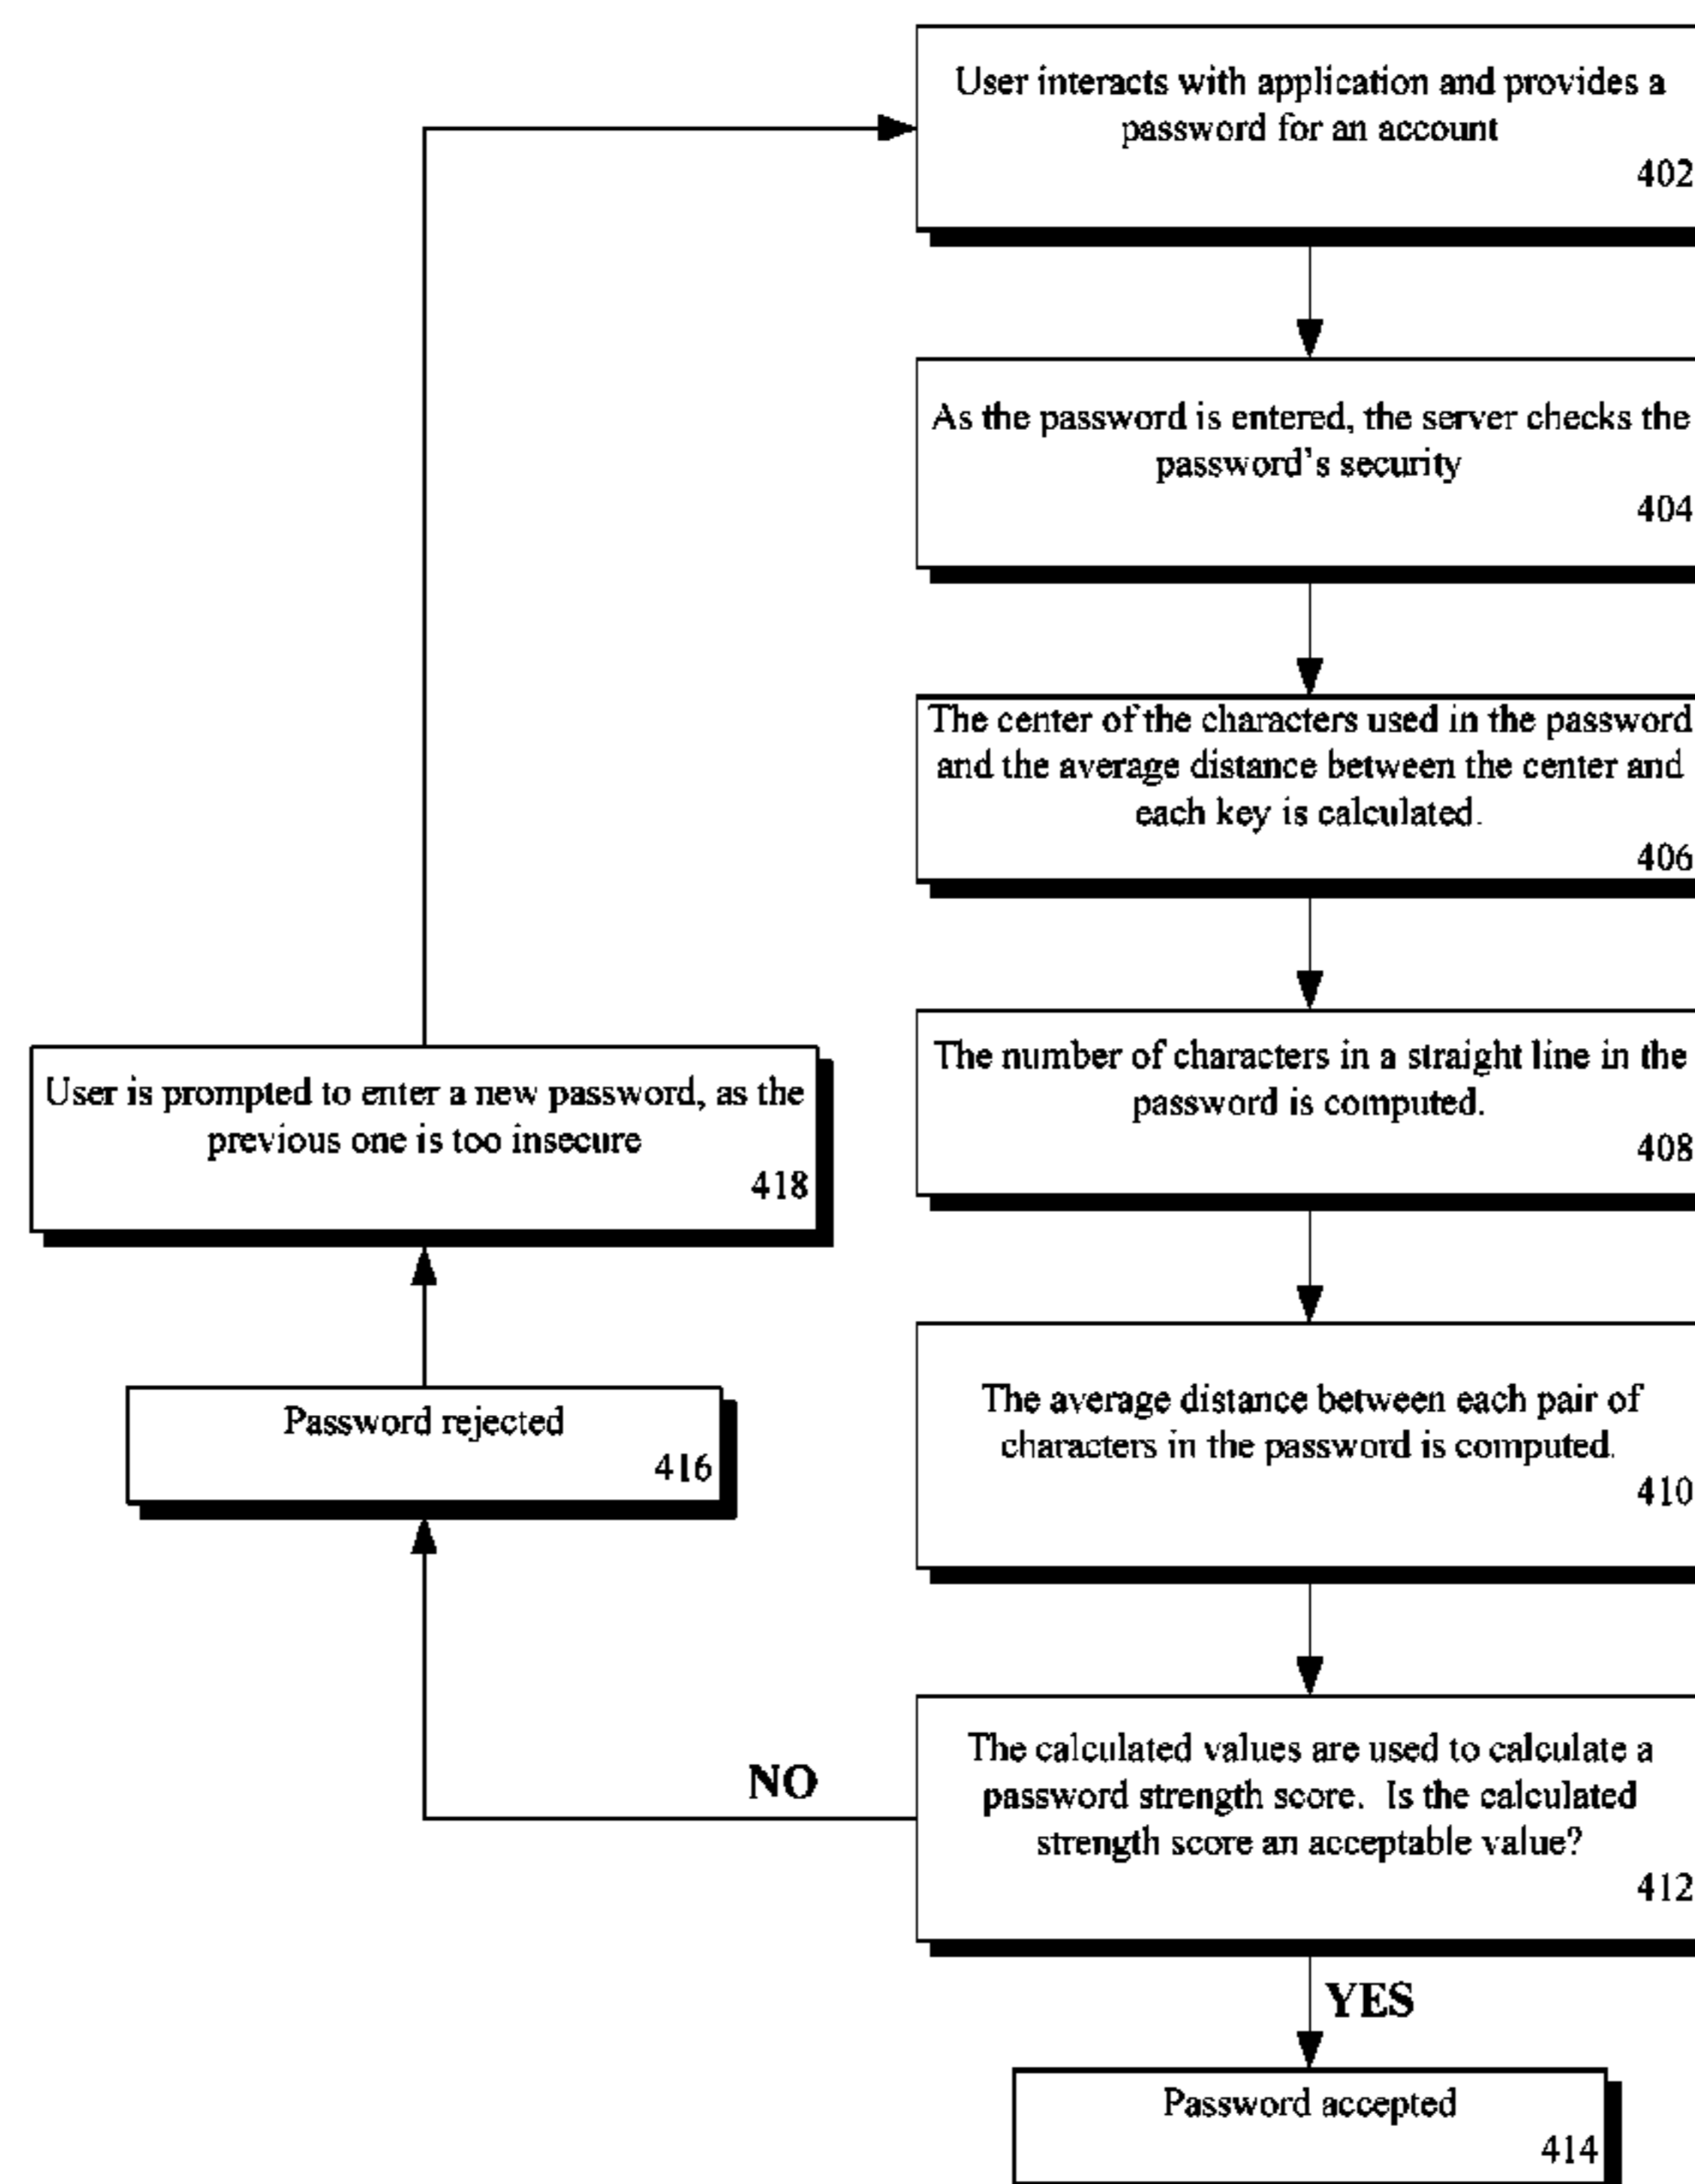 User interacts with application and provides a
password for an account
402
As the password is entered, the server checks the
password's security
404
The center of the characters used in the password
and the average distance between the center and
each key is calculated.
406
The number of characters in a straight line in the
password is computed.
408
User is prompted to enter a new password, as the
previous one is too insecure
418
The average distance between each pair of
characters in the password is computed.
410
Password rejected
416
The calculated values are used to calculate a
password strength score. Is the calculated
strength score an acceptable value?
412
NO
YES
Password accepted
414